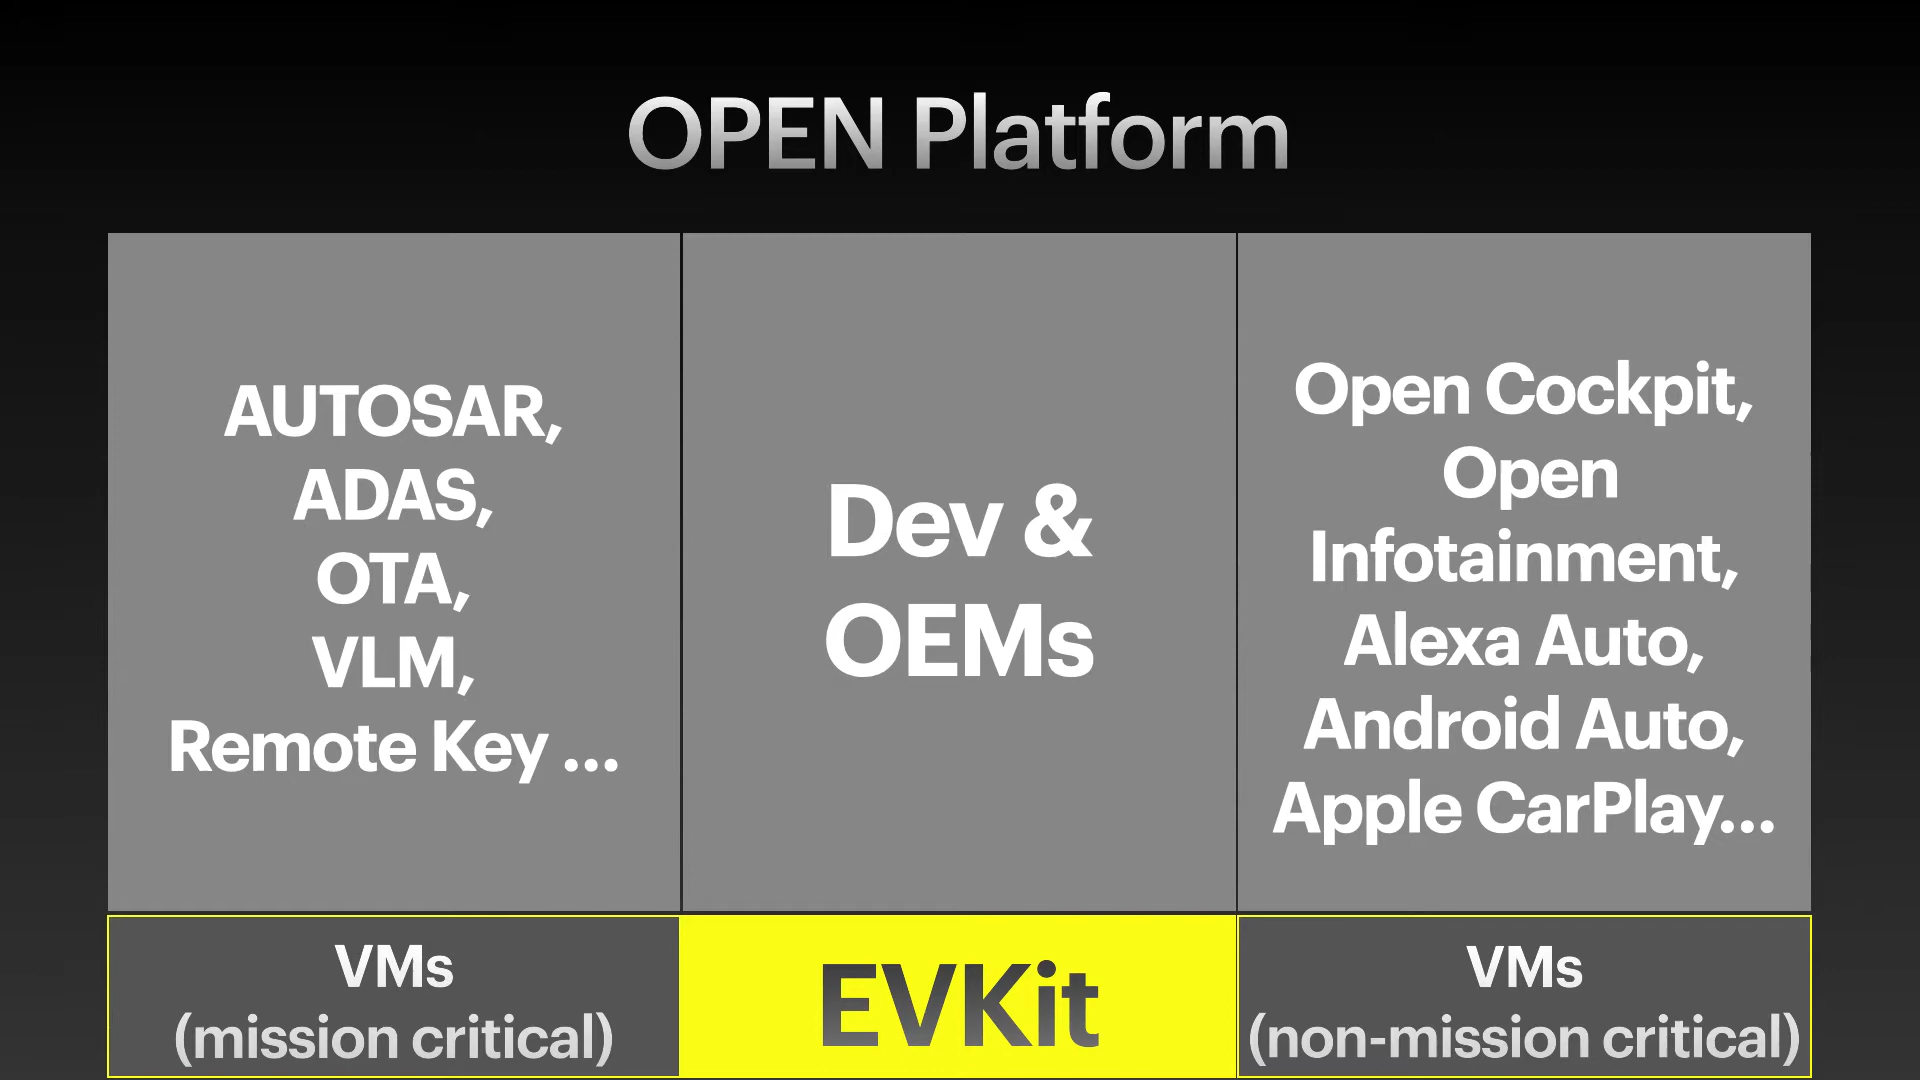 OPEN Platform
AUTOSAR,
ADAS,
OTA,
VLM,
Remote Key ...
Dev &
OEMs
Open Cockpit,
Open
Infotainment,
Alexa Auto,
Android Auto,
Apple CarPlay...
VMs
(mission critical)
EVKit
VMs
(non-mission critical)